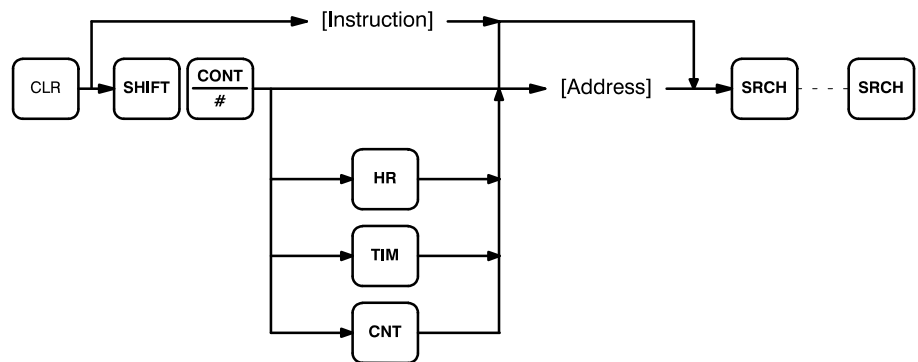 [Instruction]
CLR SHIFT CONT
# [Address] SRCH SRCH
HR
TIM
CNT